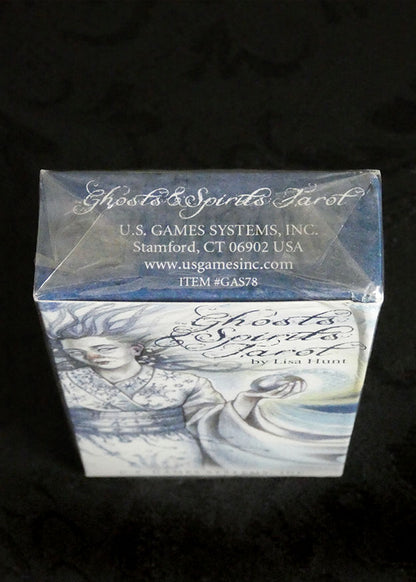 Ghosts & Spirits Tarot
U.S. GAMES SYSTEMS, INC.
Stamford, CT 06902 USA
www.usgamesinc.com
ITEM #GAS78
Ghosts
& Spirits
Tarot
by Lisa Hunt